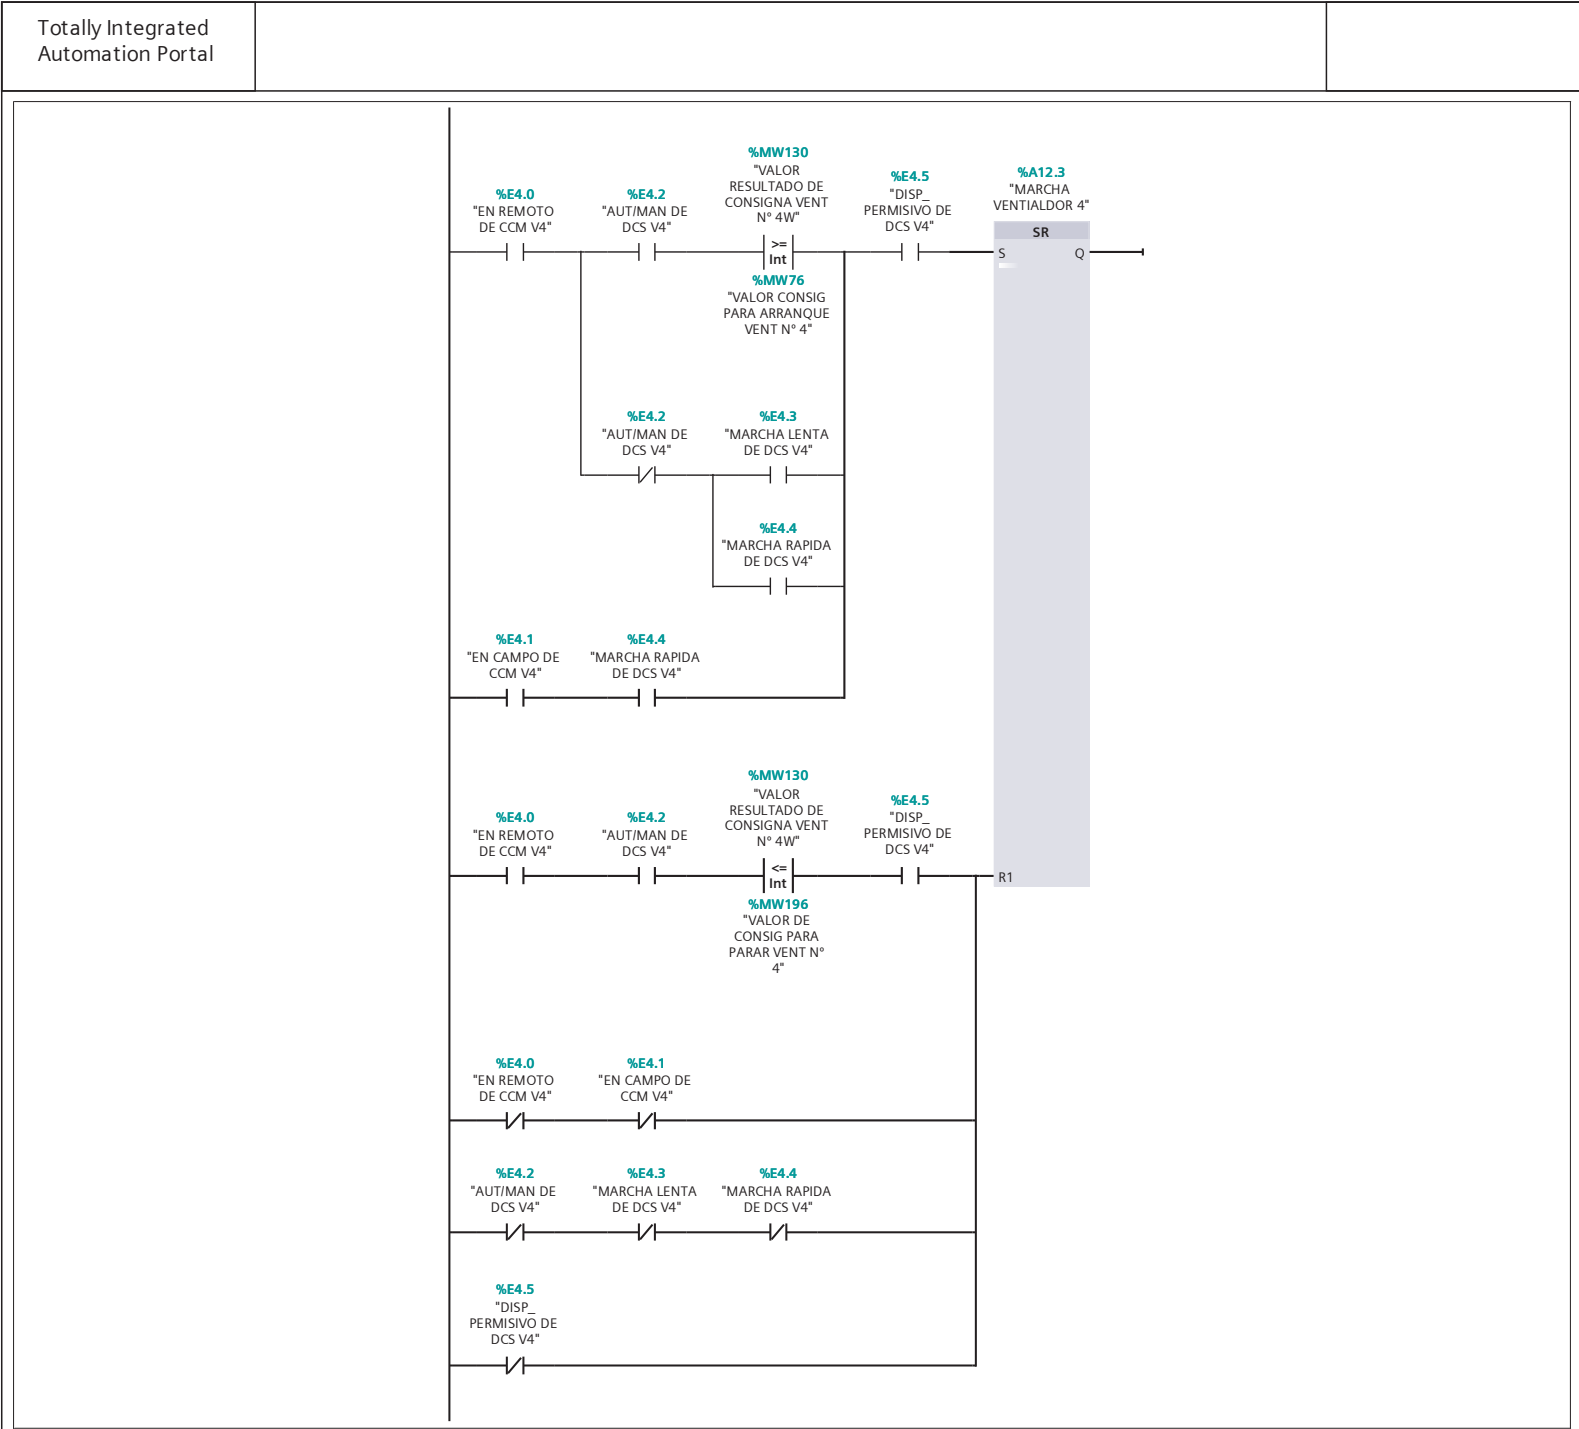 Totally Integrated
Automation Portal
%E4.0
"EN REMOTO
DE CCM V4"
%E4.2
"AUT/MAN DE
DCS V4"
%MW130
"VALOR
RESULTADO DE
CONSIGNA VENT
Nº 4W"
>=
Int
%MW76
"VALOR CONSIG
PARA ARRANQUE
VENT Nº 4"
%E4.5
"DISP_
PERMISIVO DE
DCS V4"
%A12.3
"MARCHA
VENTIALDOR 4"
SR
S
Q
%E4.2
"AUT/MAN DE
DCS V4"
%E4.3
"MARCHA LENTA
DE DCS V4"
%E4.4
"MARCHA RAPIDA
DE DCS V4"
%E4.1
"EN CAMPO DE
CCM V4"
%E4.4
"MARCHA RAPIDA
DE DCS V4"
%E4.0
"EN REMOTO
DE CCM V4"
%E4.2
"AUT/MAN DE
DCS V4"
%MW130
"VALOR
RESULTADO DE
CONSIGNA VENT
Nº 4W"
<=
Int
%MW196
"VALOR DE
CONSIG PARA
PARAR VENT Nº
4"
%E4.5
"DISP_
PERMISIVO DE
DCS V4"
R1
%E4.0
"EN REMOTO
DE CCM V4"
%E4.1
"EN CAMPO DE
CCM V4"
%E4.2
"AUT/MAN DE
DCS V4"
%E4.3
"MARCHA LENTA
DE DCS V4"
%E4.4
"MARCHA RAPIDA
DE DCS V4"
%E4.5
"DISP_
PERMISIVO DE
DCS V4"